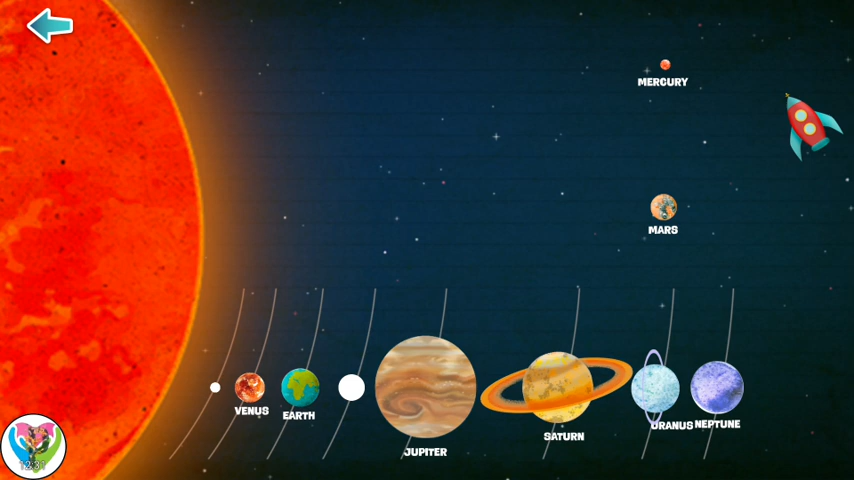 MERCURY
MARS
VENUS
EARTH
JUPITER
SATURN
URANUS
NEPTUNE